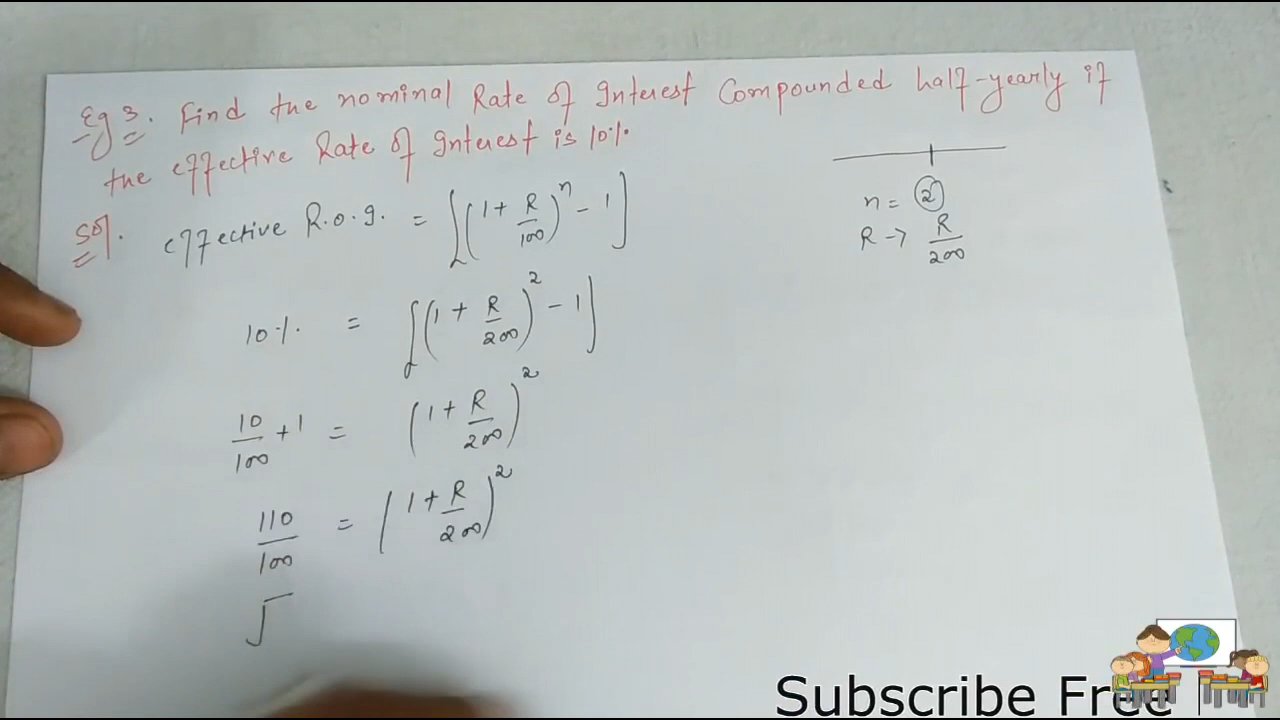 Eg 3. Find the nominal Rate of Interest Compounded half-yearly if
the effective Rate of Interest is 10%.
Sol. effective R.O.I. = [(1 + R/100)^n - 1]
n = 2
R → R/200
10% = [(1 + R/200)^2 - 1]
10/100 + 1 = (1 + R/200)^2
110/100 = (1 + R/200)^2
√
Subscribe Free